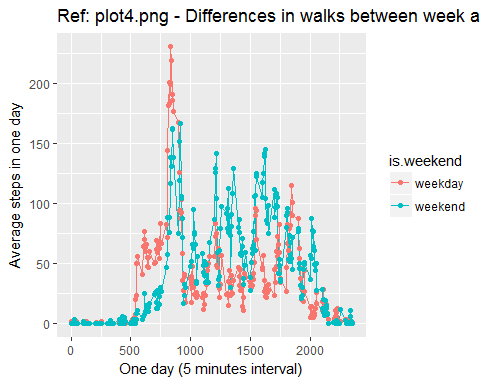 Ref: plot4.png - Differences in walks between week a
Average steps in one day
200
150
100
50
0
0
500
1000
1500
2000
One day (5 minutes interval)
is.weekend
weekday
weekend